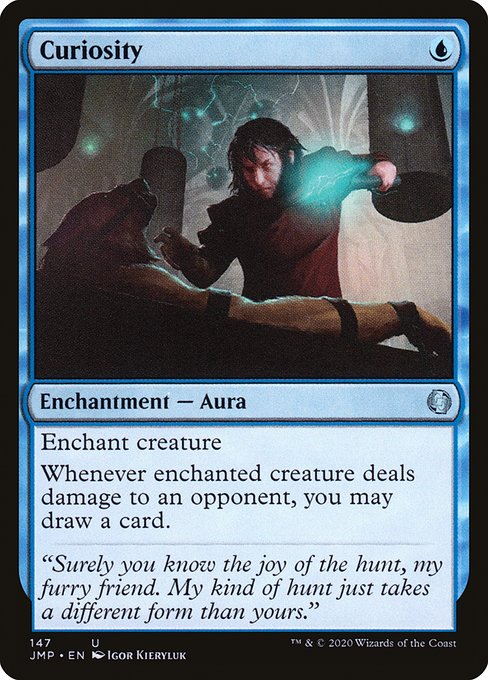 Curiosity
Enchantment — Aura
Enchant creature
Whenever enchanted creature deals
damage to an opponent, you may
draw a card.
“Surely you know the joy of the hunt, my
furry friend. My kind of hunt just takes
a different form than yours.”
147 U
JMP • EN Igor Kieryluk
™ & © 2020 Wizards of the Coast